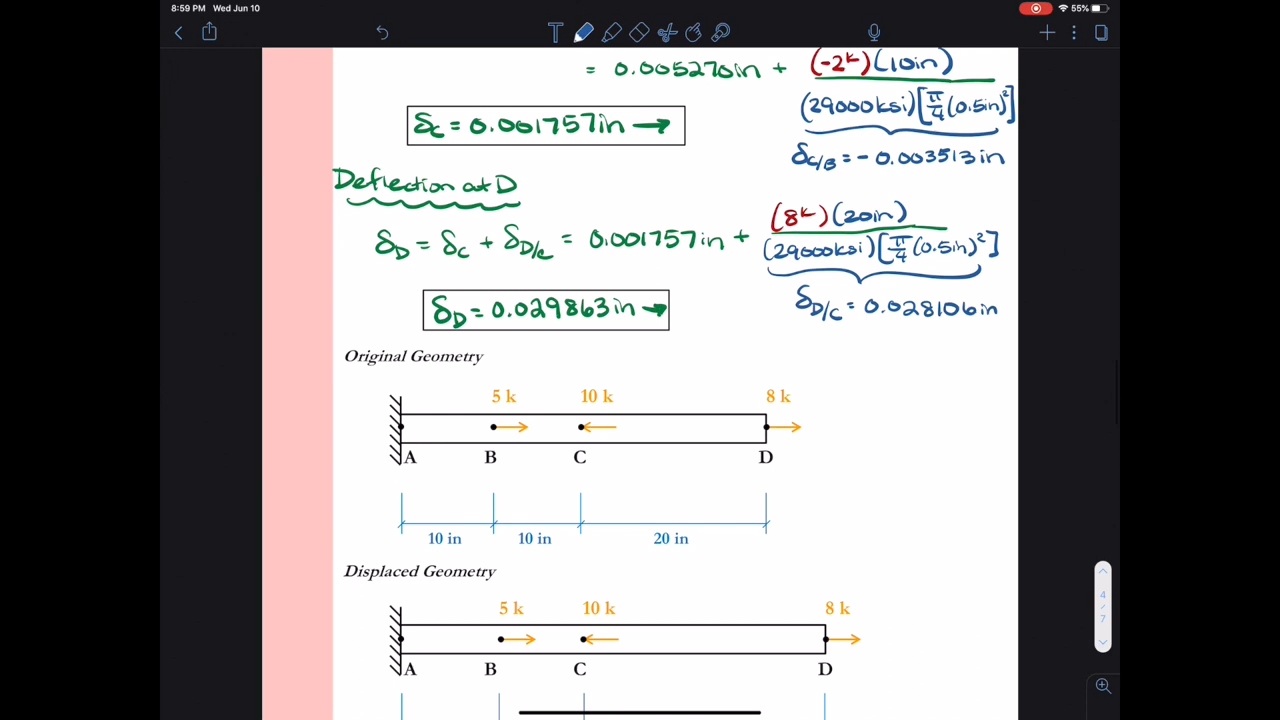 8:59 PM Wed Jun 10
55%
= 0.005270in + (-2ᵏ)(10in)
(29000ksi)[π/4(0.5in)²]
δC = 0.001757in →
δC/B = - 0.003513in
Deflection at D
(8ᵏ)(20in)
δD = δC + δD/C = 0.001757in +
(29000ksi)[π/4(0.5in)²]
δD = 0.029863in →
δD/C = 0.028106in
Original Geometry
5 k 10 k 8 k
A B C D
10 in 10 in 20 in
Displaced Geometry
5 k 10 k 8 k
A B C D
4
/
7